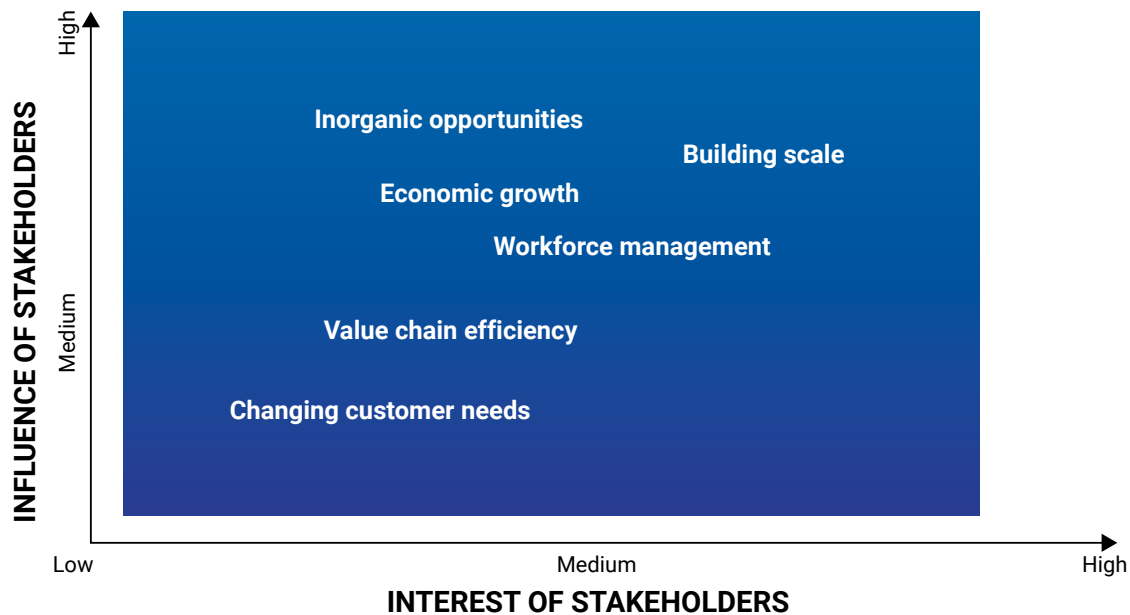 INFLUENCE OF STAKEHOLDERS
High
Medium
Inorganic opportunities
Building scale
Economic growth
Workforce management
Value chain efficiency
Changing customer needs
Low
Medium
High
INTEREST OF STAKEHOLDERS